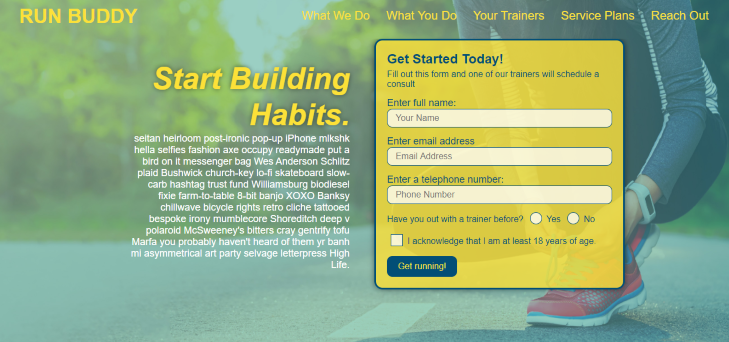 RUN BUDDY
What We Do What You Do Your Trainers Service Plans Reach Out
Start Building
Habits.
seitan heirloom post-ironic pop-up iPhone mlkshk
hella selfies fashion axe occupy readymade put a
bird on it messenger bag Wes Anderson Schlitz
plaid Bushwick church-key lo-fi skateboard slow-
carb hashtag trust fund Williamsburg biodiesel
fixie farm-to-table 8-bit banjo XOXO Banksy
chillwave bicycle rights retro cliche tattooed
bespoke irony mumblecore Shoreditch deep v
polaroid McSweeney's bitters cray gentrify tofu
Marfa you probably haven't heard of them yr banh
mi asymmetrical art party selvage letterpress High
Life.
Get Started Today!
Fill out this form and one of our trainers will schedule a
consult
Enter full name:
Your Name
Enter email address
Email Address
Enter a telephone number:
Phone Number
Have you out with a trainer before? Yes No
I acknowledge that I am at least 18 years of age
Get running!